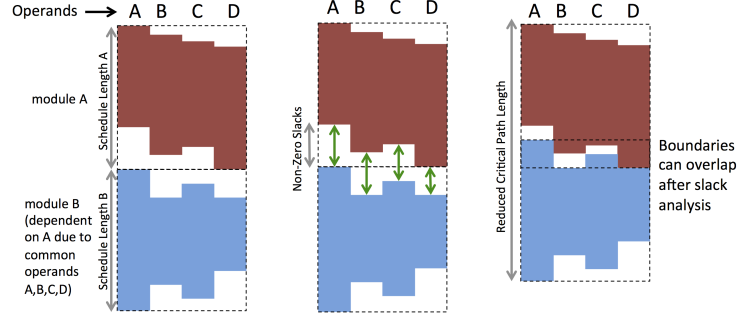 Operands
A B C D
module A
Schedule Length A
module B
(dependent
on A due to
common
operands
A,B,C,D)
Schedule Length B
A B C D
Non-Zero Slacks
A B C D
Reduced Critical Path Length
Boundaries
can overlap
after slack
analysis